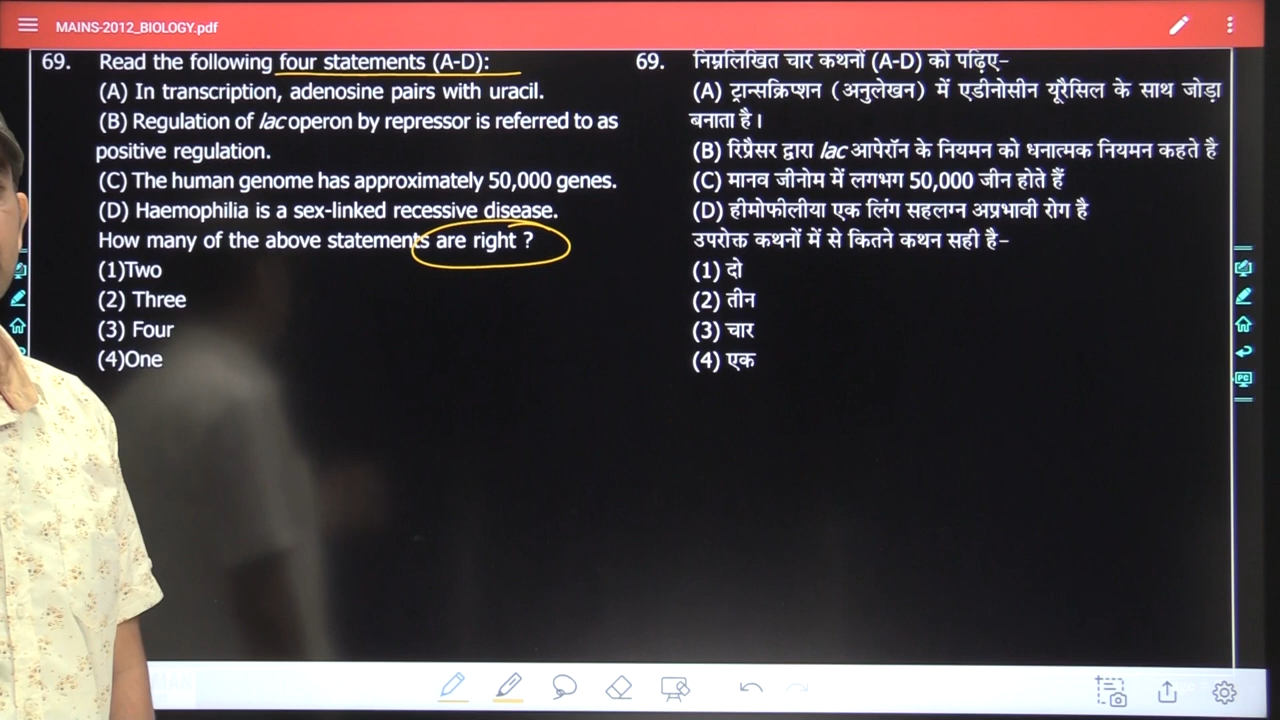 MAINS-2012_BIOLOGY.pdf
69. Read the following four statements (A-D):
(A) In transcription, adenosine pairs with uracil.
(B) Regulation of lac operon by repressor is referred to as
positive regulation.
(C) The human genome has approximately 50,000 genes.
(D) Haemophilia is a sex-linked recessive disease.
How many of the above statements are right ?
(1)Two
(2) Three
(3) Four
(4)One
69. निम्नलिखित चार कथनों (A-D) को पढ़िए–
(A) ट्रान्सक्रिप्शन (अनुलेखन) में एडीनोसीन यूरैसिल के साथ जोड़ा
बनाता है।
(B) रिप्रैसर द्वारा lac आपेरॉन के नियमन को धनात्मक नियमन कहते है
(C) मानव जीनोम में लगभग 50,000 जीन होते हैं
(D) हीमोफीलीया एक लिंग सहलग्न अप्रभावी रोग है
उपरोक्त कथनों में से कितने कथन सही है–
(1) दो
(2) तीन
(3) चार
(4) एक
PC